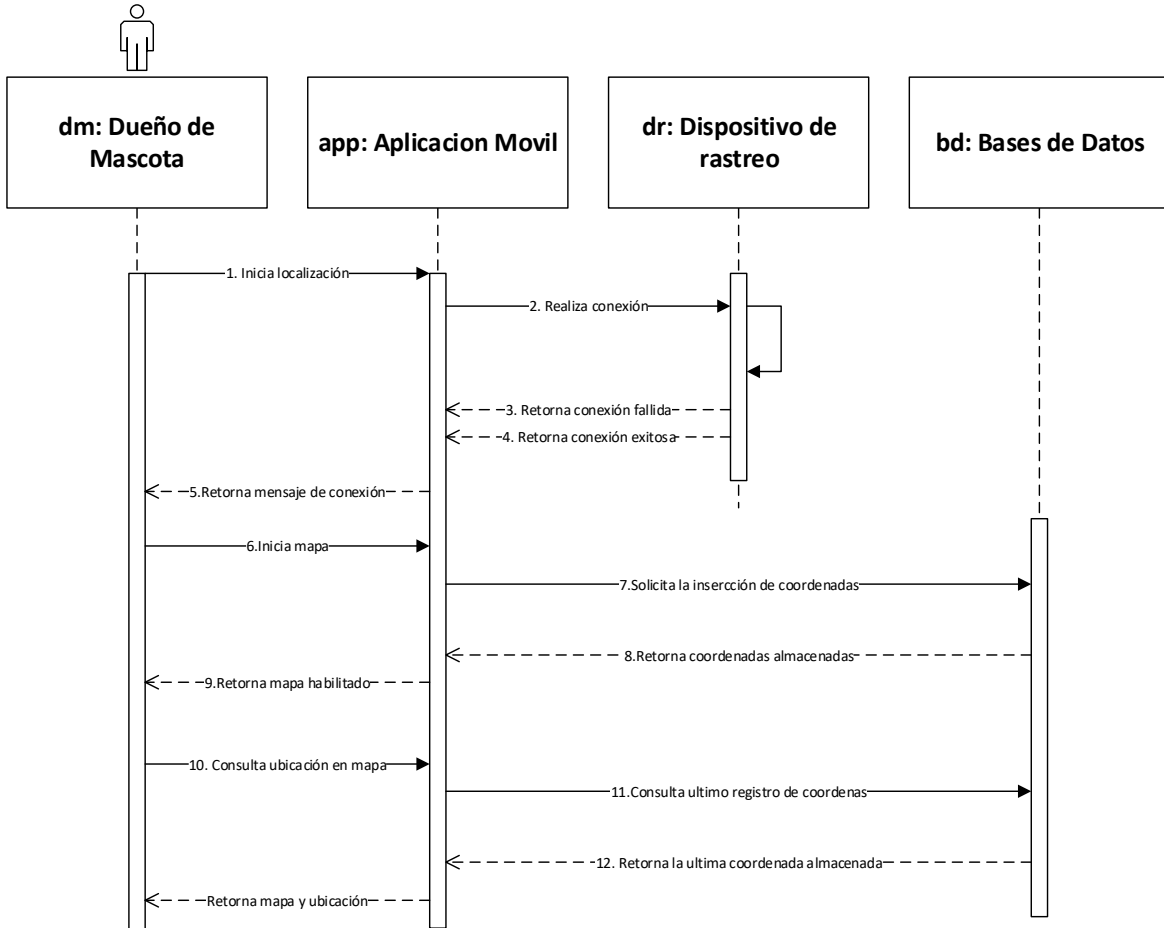 dm: Dueño de
Mascota
app: Aplicacion Movil
dr: Dispositivo de
rastreo
bd: Bases de Datos
1. Inicia localización
2. Realiza conexión
3. Retorna conexión fallida
4. Retorna conexión exitosa
5.Retorna mensaje de conexión
6.Inicia mapa
7.Solicita la insercción de coordenadas
8.Retorna coordenadas almacenadas
9.Retorna mapa habilitado
10. Consulta ubicación en mapa
11.Consulta ultimo registro de coordenas
12. Retorna la ultima coordenada almacenada
Retorna mapa y ubicación